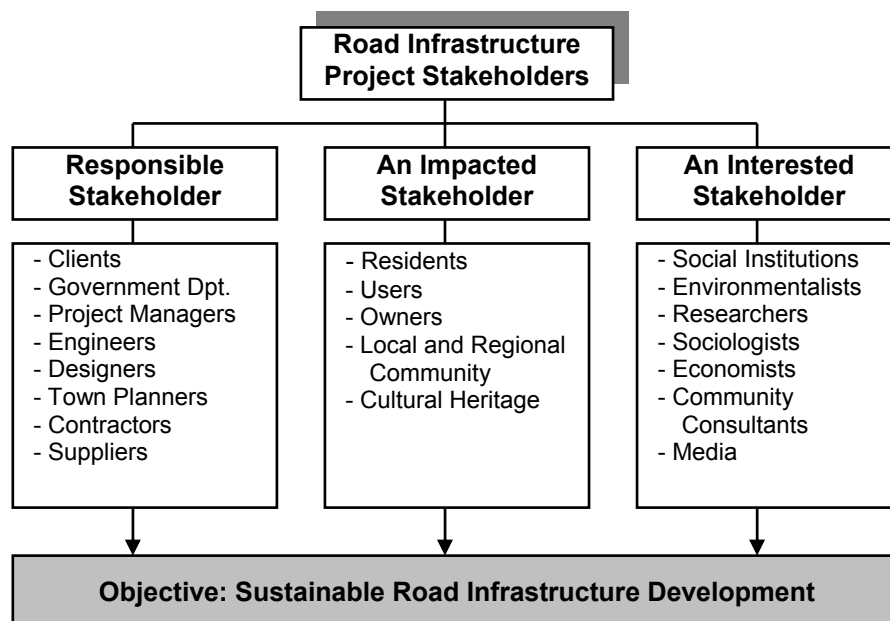 Road Infrastructure
Project Stakeholders
Responsible
Stakeholder
- Clients
- Government Dpt.
- Project Managers
- Engineers
- Designers
- Town Planners
- Contractors
- Suppliers
An Impacted
Stakeholder
- Residents
- Users
- Owners
- Local and Regional
Community
- Cultural Heritage
An Interested
Stakeholder
- Social Institutions
- Environmentalists
- Researchers
- Sociologists
- Economists
- Community
Consultants
- Media
Objective: Sustainable Road Infrastructure Development